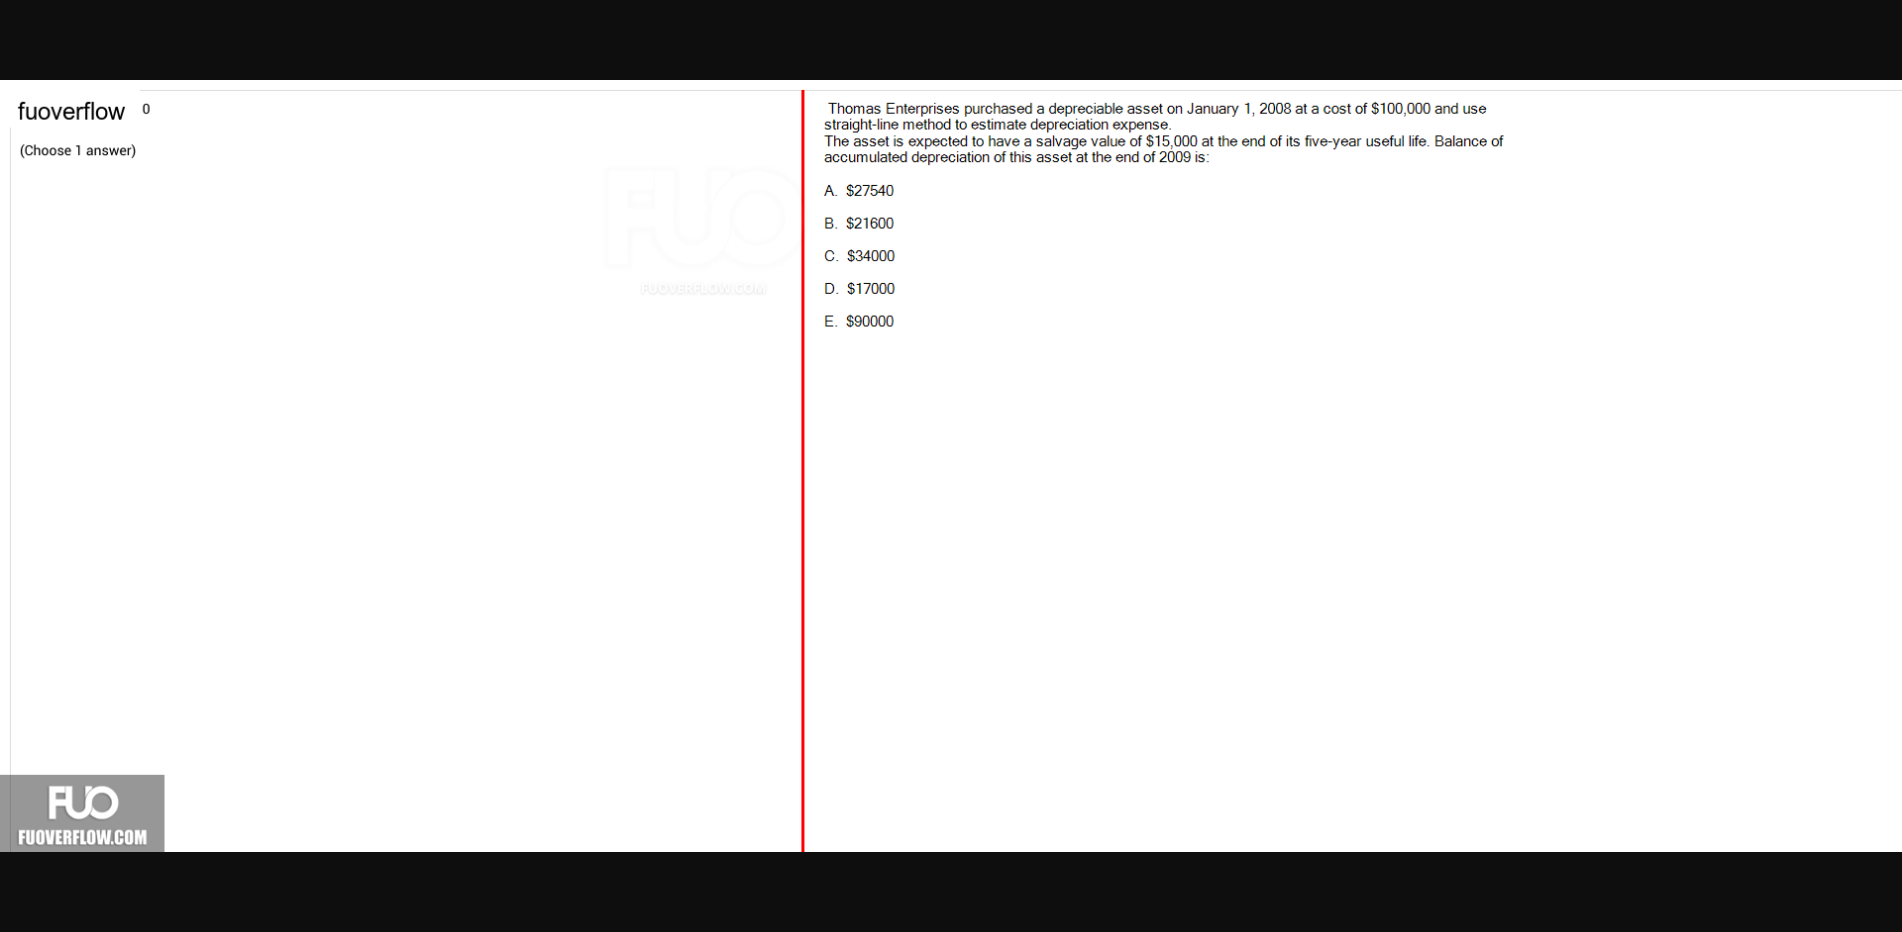 fuoverflow 0
(Choose 1 answer)
FUO
FUOVERFLOW.COM
Thomas Enterprises purchased a depreciable asset on January 1, 2008 at a cost of $100,000 and use
straight-line method to estimate depreciation expense.
The asset is expected to have a salvage value of $15,000 at the end of its five-year useful life. Balance of
accumulated depreciation of this asset at the end of 2009 is:
A. $27540
B. $21600
C. $34000
D. $17000
E. $90000
FUO
FUOVERFLOW.COM